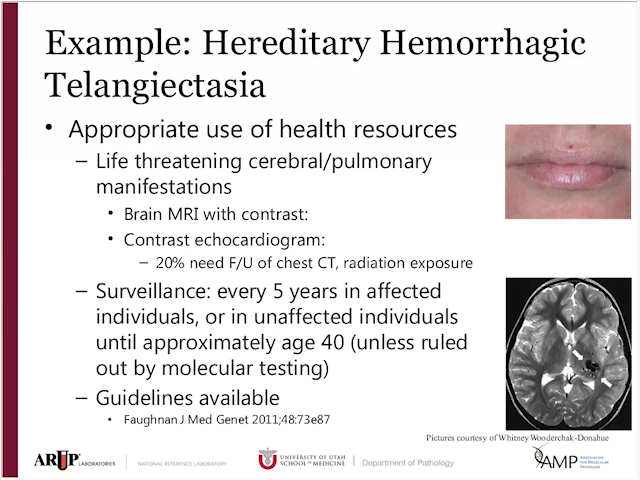 Example: Hereditary Hemorrhagic
Telangiectasia
• Appropriate use of health resources
– Life threatening cerebral/pulmonary
manifestations
• Brain MRI with contrast:
• Contrast echocardiogram:
– 20% need F/U of chest CT, radiation exposure
– Surveillance: every 5 years in affected
individuals, or in unaffected individuals
until approximately age 40 (unless ruled
out by molecular testing)
– Guidelines available
• Faughnan J Med Genet 2011;48:73e87
Pictures courtesy of Whitney Wooderchak-Donahue
ARUP LABORATORIES
NATIONAL REFERENCE LABORATORY
UNIVERSITY OF UTAH
SCHOOL OF MEDICINE
Department of Pathology
AMP
ASSOCIATION
FOR MOLECULAR
PATHOLOGY